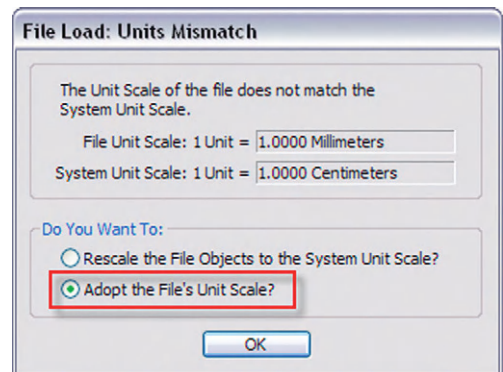 File Load: Units Mismatch
The Unit Scale of the file does not match the
System Unit Scale.
File Unit Scale: 1 Unit = 1.0000 Millimeters
System Unit Scale: 1 Unit = 1.0000 Centimeters
Do You Want To:
Rescale the File Objects to the System Unit Scale?
Adopt the File's Unit Scale?
OK